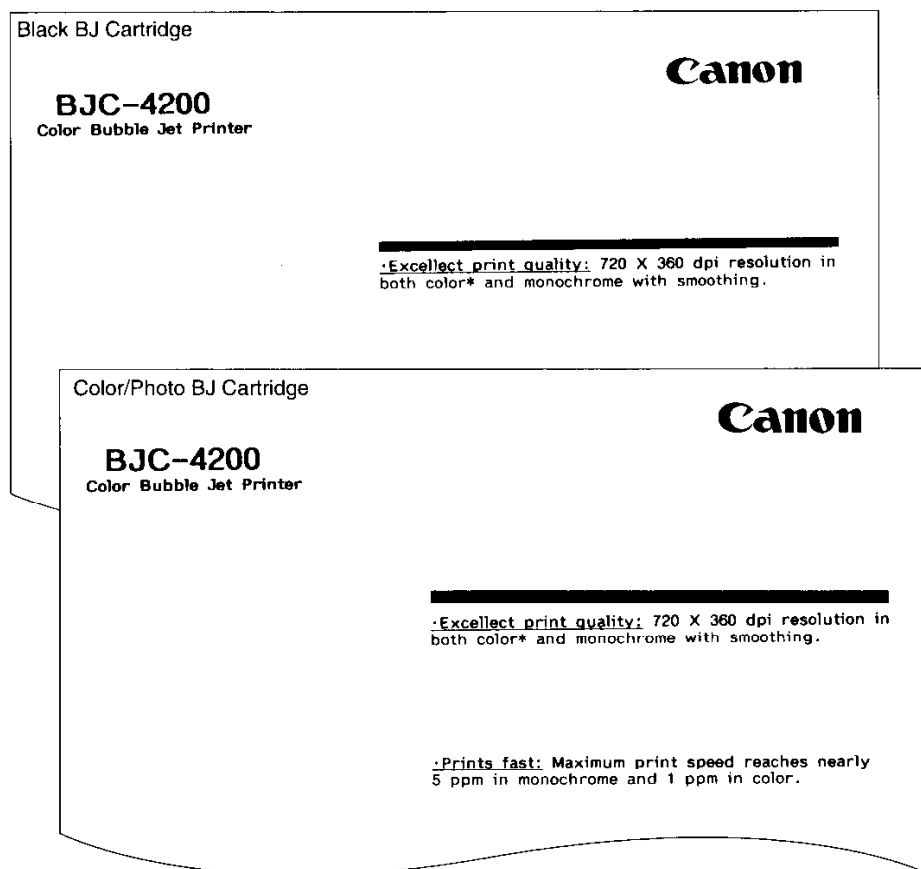 Black BJ Cartridge
Canon
BJC-4200
Color Bubble Jet Printer
·Excellect print quality: 720 X 360 dpi resolution in
both color* and monochrome with smoothing.
Color/Photo BJ Cartridge
Canon
BJC-4200
Color Bubble Jet Printer
·Excellect print quality: 720 X 360 dpi resolution in
both color* and monochrome with smoothing.
·Prints fast: Maximum print speed reaches nearly
5 ppm in monochrome and 1 ppm in color.